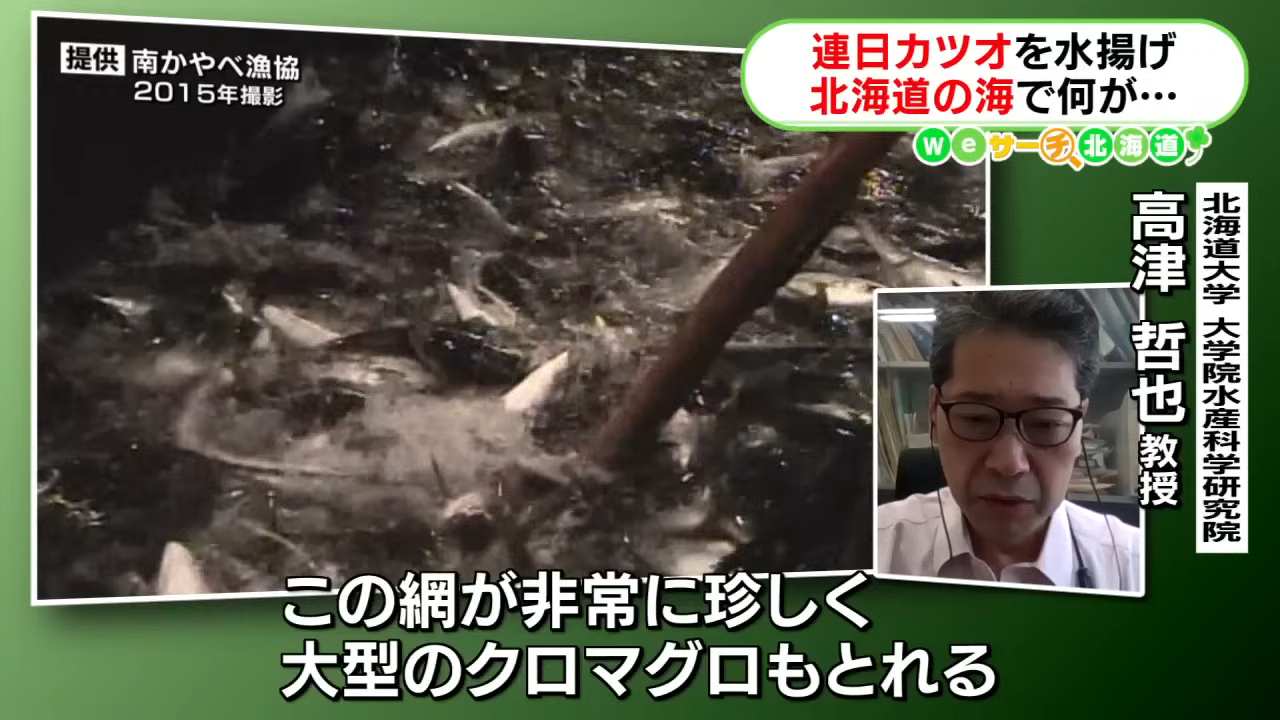 提供 南かやべ漁協
2015年撮影
連日カツオを水揚げ
北海道の海で何が…
Weサーチ北海道
北海道大学 大学院水産科学研究院
高津 哲也 教授
この網が非常に珍しく
大型のクロマグロもとれる